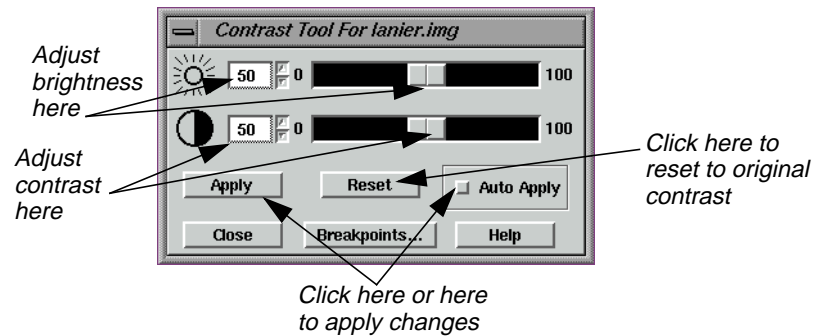 Contrast Tool For lanier.img
Adjust
brightness
here
50 0 100
50 0 100
Adjust
contrast
here
Click here to
reset to original
contrast
Apply Reset Auto Apply
Close Breakpoints... Help
Click here or here
to apply changes